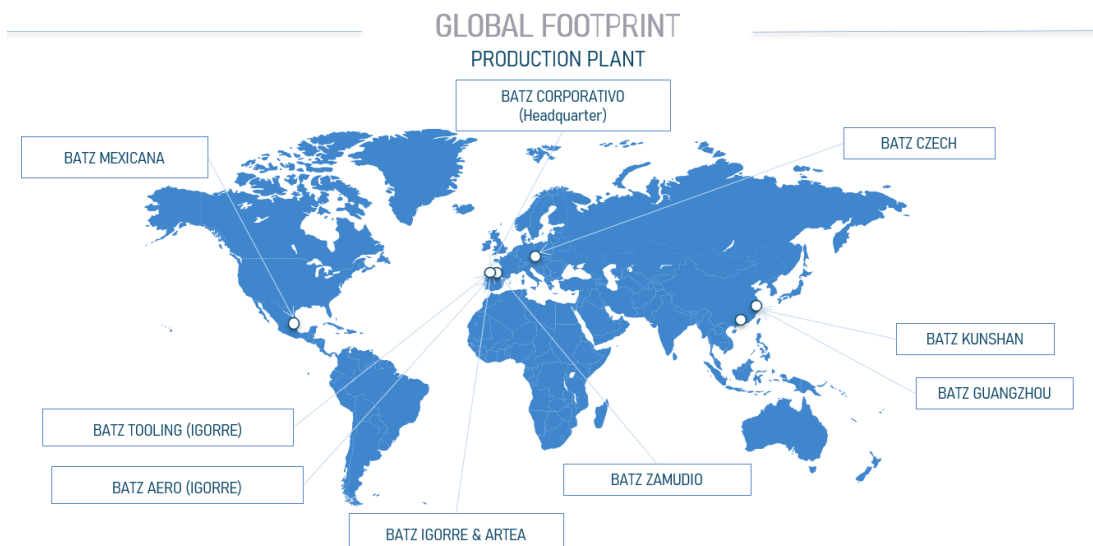 GLOBAL FOOTPRINT
PRODUCTION PLANT
BATZ CORPORATIVO
(Headquarter)
BATZ CZECH
BATZ MEXICANA
BATZ KUNSHAN
BATZ GUANGZHOU
BATZ TOOLING (IGORRE)
BATZ ZAMUDIO
BATZ AERO (IGORRE)
BATZ IGORRE & ARTEA